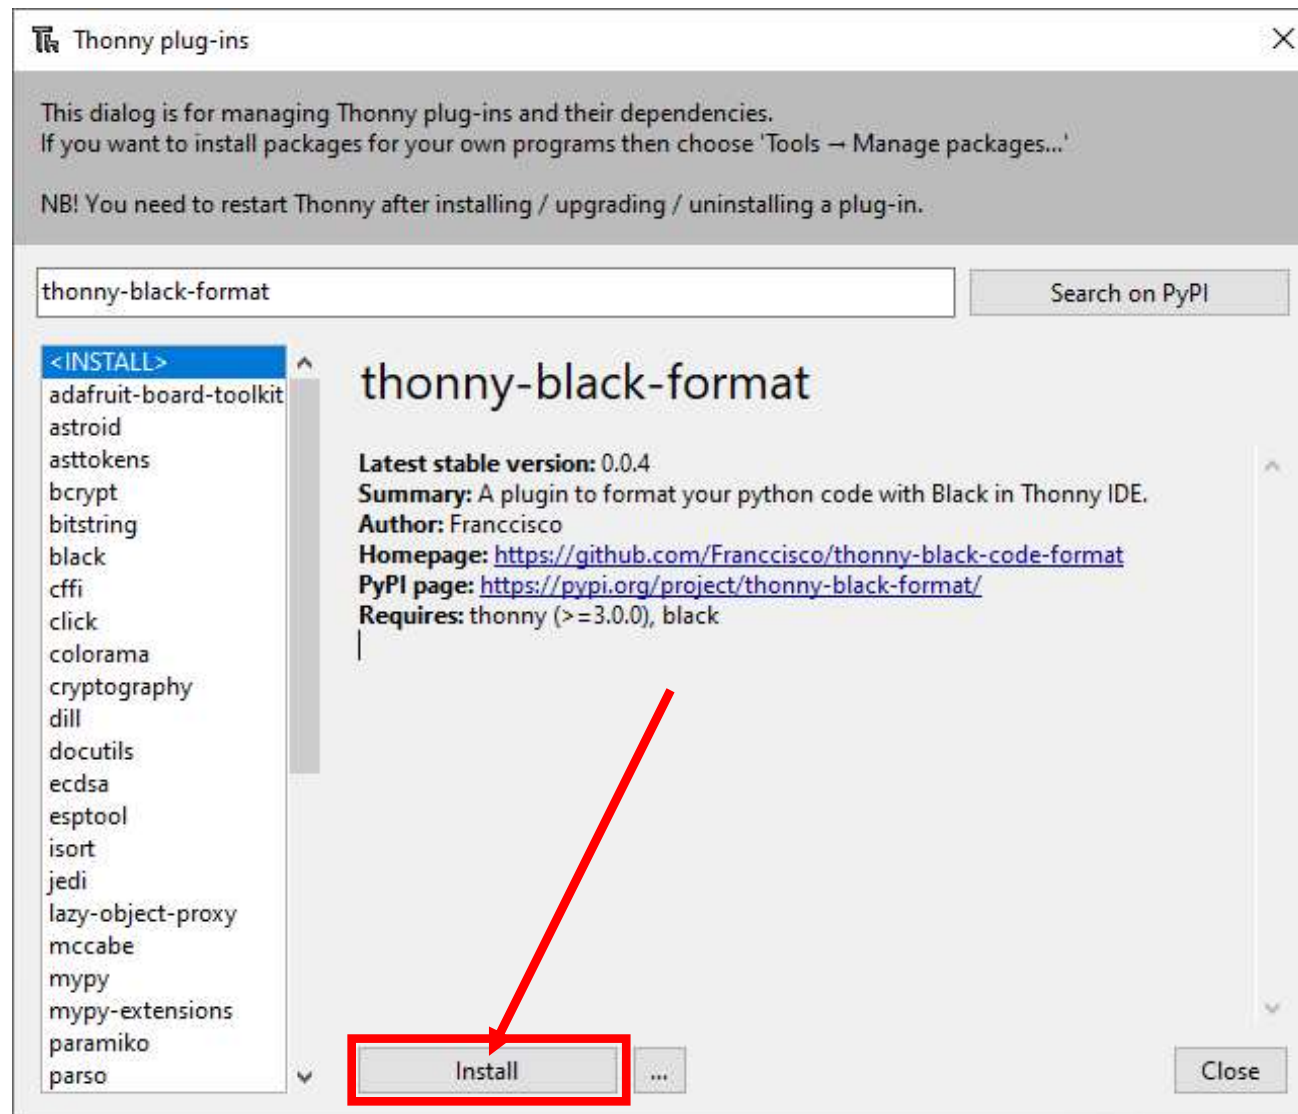 Thonny plug-ins
This dialog is for managing Thonny plug-ins and their dependencies.
If you want to install packages for your own programs then choose 'Tools → Manage packages...'
NB! You need to restart Thonny after installing / upgrading / uninstalling a plug-in.
thonny-black-format
Search on PyPI
<INSTALL>
adafruit-board-toolkit
astroid
asttokens
bcrypt
bitstring
black
cffi
click
colorama
cryptography
dill
docutils
ecdsa
esptool
isort
jedi
lazy-object-proxy
mccabe
mypy
mypy-extensions
paramiko
parso
thonny-black-format
Latest stable version: 0.0.4
Summary: A plugin to format your python code with Black in Thonny IDE.
Author: Franccisco
Homepage: https://github.com/Franccisco/thonny-black-code-format
PyPI page: https://pypi.org/project/thonny-black-format/
Requires: thonny (>=3.0.0), black
Install
...
Close